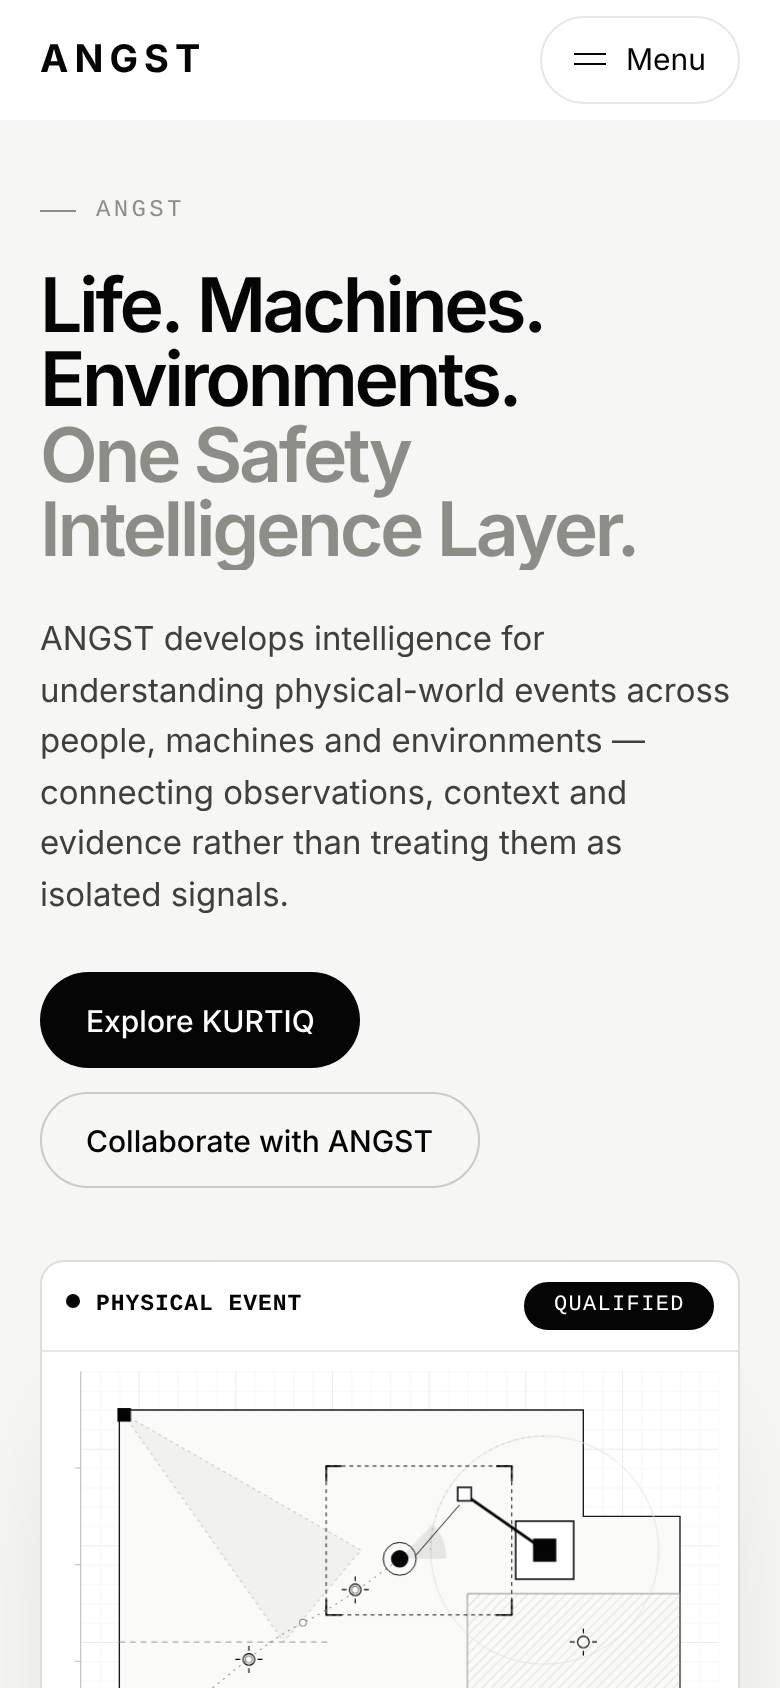 ANGST
Menu
— ANGST
Life. Machines.
Environments.
One Safety
Intelligence Layer.
ANGST develops intelligence for
understanding physical-world events across
people, machines and environments —
connecting observations, context and
evidence rather than treating them as
isolated signals.
Explore KURTIQ
Collaborate with ANGST
PHYSICAL EVENT
QUALIFIED